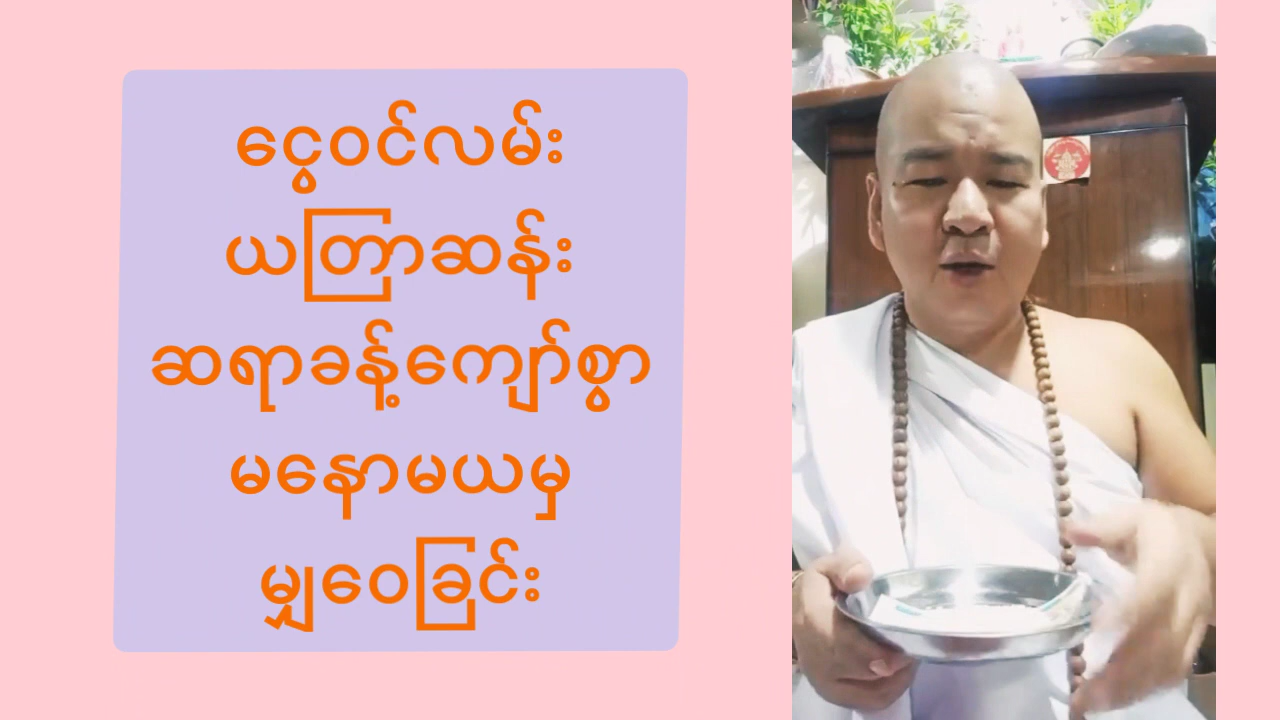 ငွေဝင်လမ်း
ယတြာဆန်း
ဆရာခန့်ကျော်စွာ
မနောမယမှ
မျှဝေခြင်း